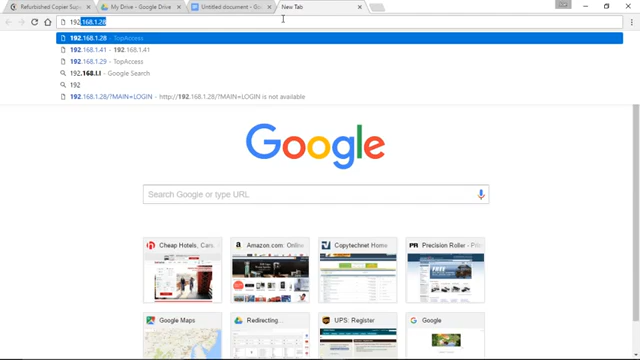 Refurbished Copier Supe
My Drive - Google Drive
Untitled document - Go
New Tab
192.168.1.28
192.168.1.28 - TopAccess
192.168.1.41 - 192.168.1.41
192.168.1.29 - TopAccess
192.168.l.l - Google Search
192
192.168.1.28/?MAIN=LOGIN - http://192.168.1.28/?MAIN=LOGIN is not available
Google
Search Google or type URL
Cheap Hotels, Cars,
Amazon.com: Online
Copytechnet Home
Precision Roller - Pri
Google Maps
Redirecting...
UPS: Register
Google